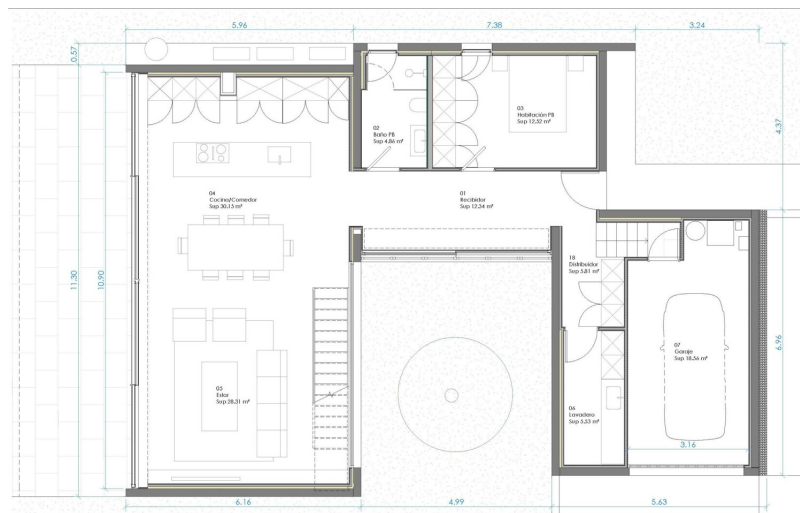 5.96
7.38
3.24
0.57
4.37
03
Habitación PB
Sup 12.52 m²
02
Baño PB
Sup 4.86 m²
04
Cocina/Comedor
Sup 30.15 m²
01
Recibidor
Sup 12.34 m²
18
Distribuidor
Sup 5.81 m²
11.30
10.90
6.96
07
Garaje
Sup 18.56 m²
05
Estar
Sup 28.31 m²
06
Lavadero
Sup 5.53 m²
3.16
6.16
4.99
5.63